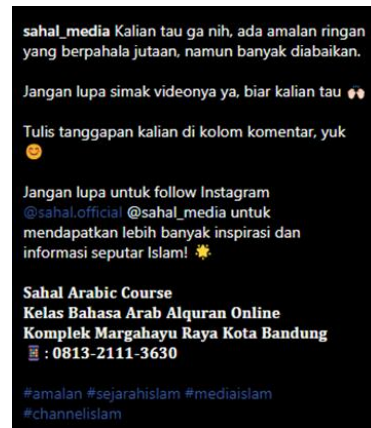 sahal_media Kalian tau ga nih, ada amalan ringan
yang berpahala jutaan, namun banyak diabaikan.
Jangan lupa simak videonya ya, biar kalian tau 🙌🏻
Tulis tanggapan kalian di kolom komentar, yuk
😊
Jangan lupa untuk follow Instagram
@sahal.official @sahal_media untuk
mendapatkan lebih banyak inspirasi dan
informasi seputar Islam! 🌟
Sahal Arabic Course
Kelas Bahasa Arab Alquran Online
Komplek Margahayu Raya Kota Bandung
📱: 0813-2111-3630
#amalan #sejarahislam #mediaislam
#channelislam